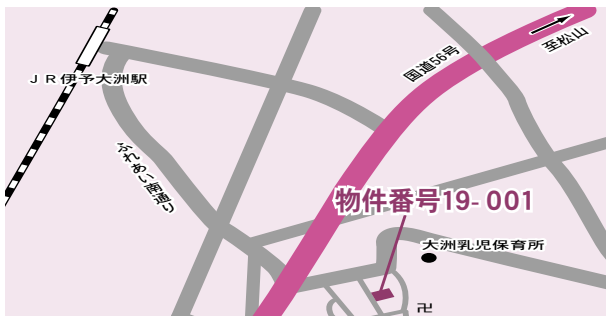 至松山
国道56号
JR伊予大洲駅
ふれあい南通り
物件番号19-001
大洲乳児保育所
卍